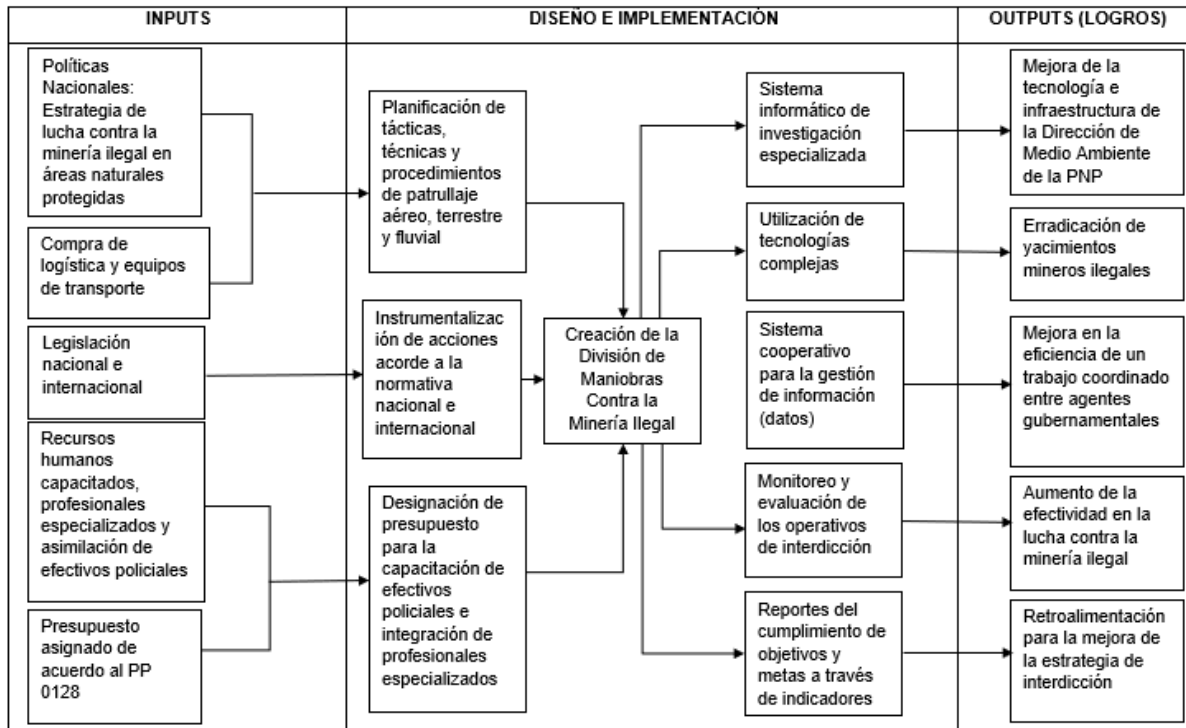 INPUTS
DISEÑO E IMPLEMENTACIÓN
OUTPUTS (LOGROS)
Políticas
Nacionales:
Estrategia de
lucha contra la
minería ilegal en
áreas naturales
protegidas
Compra de
logística y equipos
de transporte
Legislación
nacional e
internacional
Recursos
humanos
capacitados,
profesionales
especializados y
asimilación de
efectivos policiales
Presupuesto
asignado de
acuerdo al PP
0128
Planificación de
tácticas,
técnicas y
procedimientos
de patrullaje
aéreo, terrestre
y fluvial
Instrumentalizac
ión de acciones
acorde a la
normativa
nacional e
internacional
Designación de
presupuesto
para la
capacitación de
efectivos
policiales e
integración de
profesionales
especializados
Creación de la
División de
Maniobras
Contra la
Minería Ilegal
Sistema
informático de
investigación
especializada
Utilización de
tecnologías
complejas
Sistema
cooperativo
para la gestión
de información
(datos)
Monitoreo y
evaluación de
los operativos
de interdicción
Reportes del
cumplimiento de
objetivos y
metas a través
de indicadores
Mejora de la
tecnología e
infraestructura de
la Dirección de
Medio Ambiente
de la PNP
Erradicación de
yacimientos
mineros ilegales
Mejora en la
eficiencia de un
trabajo coordinado
entre agentes
gubernamentales
Aumento de la
efectividad en la
lucha contra la
minería ilegal
Retroalimentación
para la mejora de
la estrategia de
interdicción